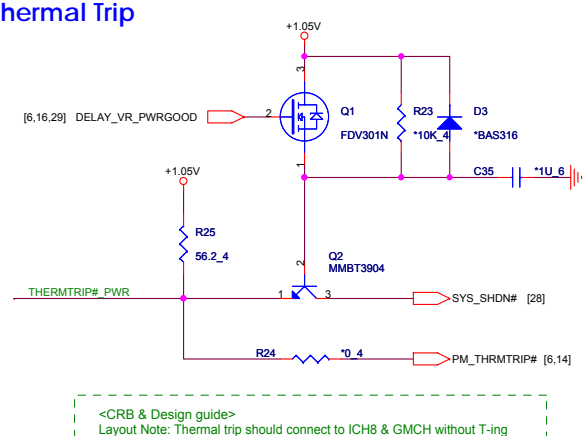 hermal Trip
+1.05V
3
[6,16,29] DELAY_VR_PWRGOOD
2
Q1
FDV301N
R23
*10K_4
D3
*BAS316
1
C35
*1U_6
+1.05V
R25
56.2_4
2
Q2
MMBT3904
THERMTRIP#_PWR
1
3
SYS_SHDN# [28]
R24
*0_4
PM_THRMTRIP# [6,14]
<CRB & Design guide>
Layout Note: Thermal trip should connect to ICH8 & GMCH without T-ing